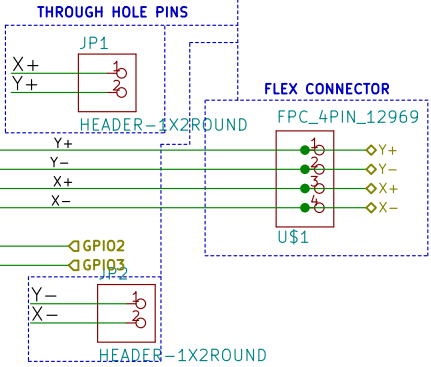 THROUGH HOLE PINS
JP1
X+ 1
Y+ 2
HEADER-1X2ROUND
FLEX CONNECTOR
FPC_4PIN_12969
Y+ 1 Y+
Y- 2 Y-
X+ 3 X+
X- 4 X-
U$1
GPIO2
GPIO3
JP2
Y- 1
X- 2
HEADER-1X2ROUND